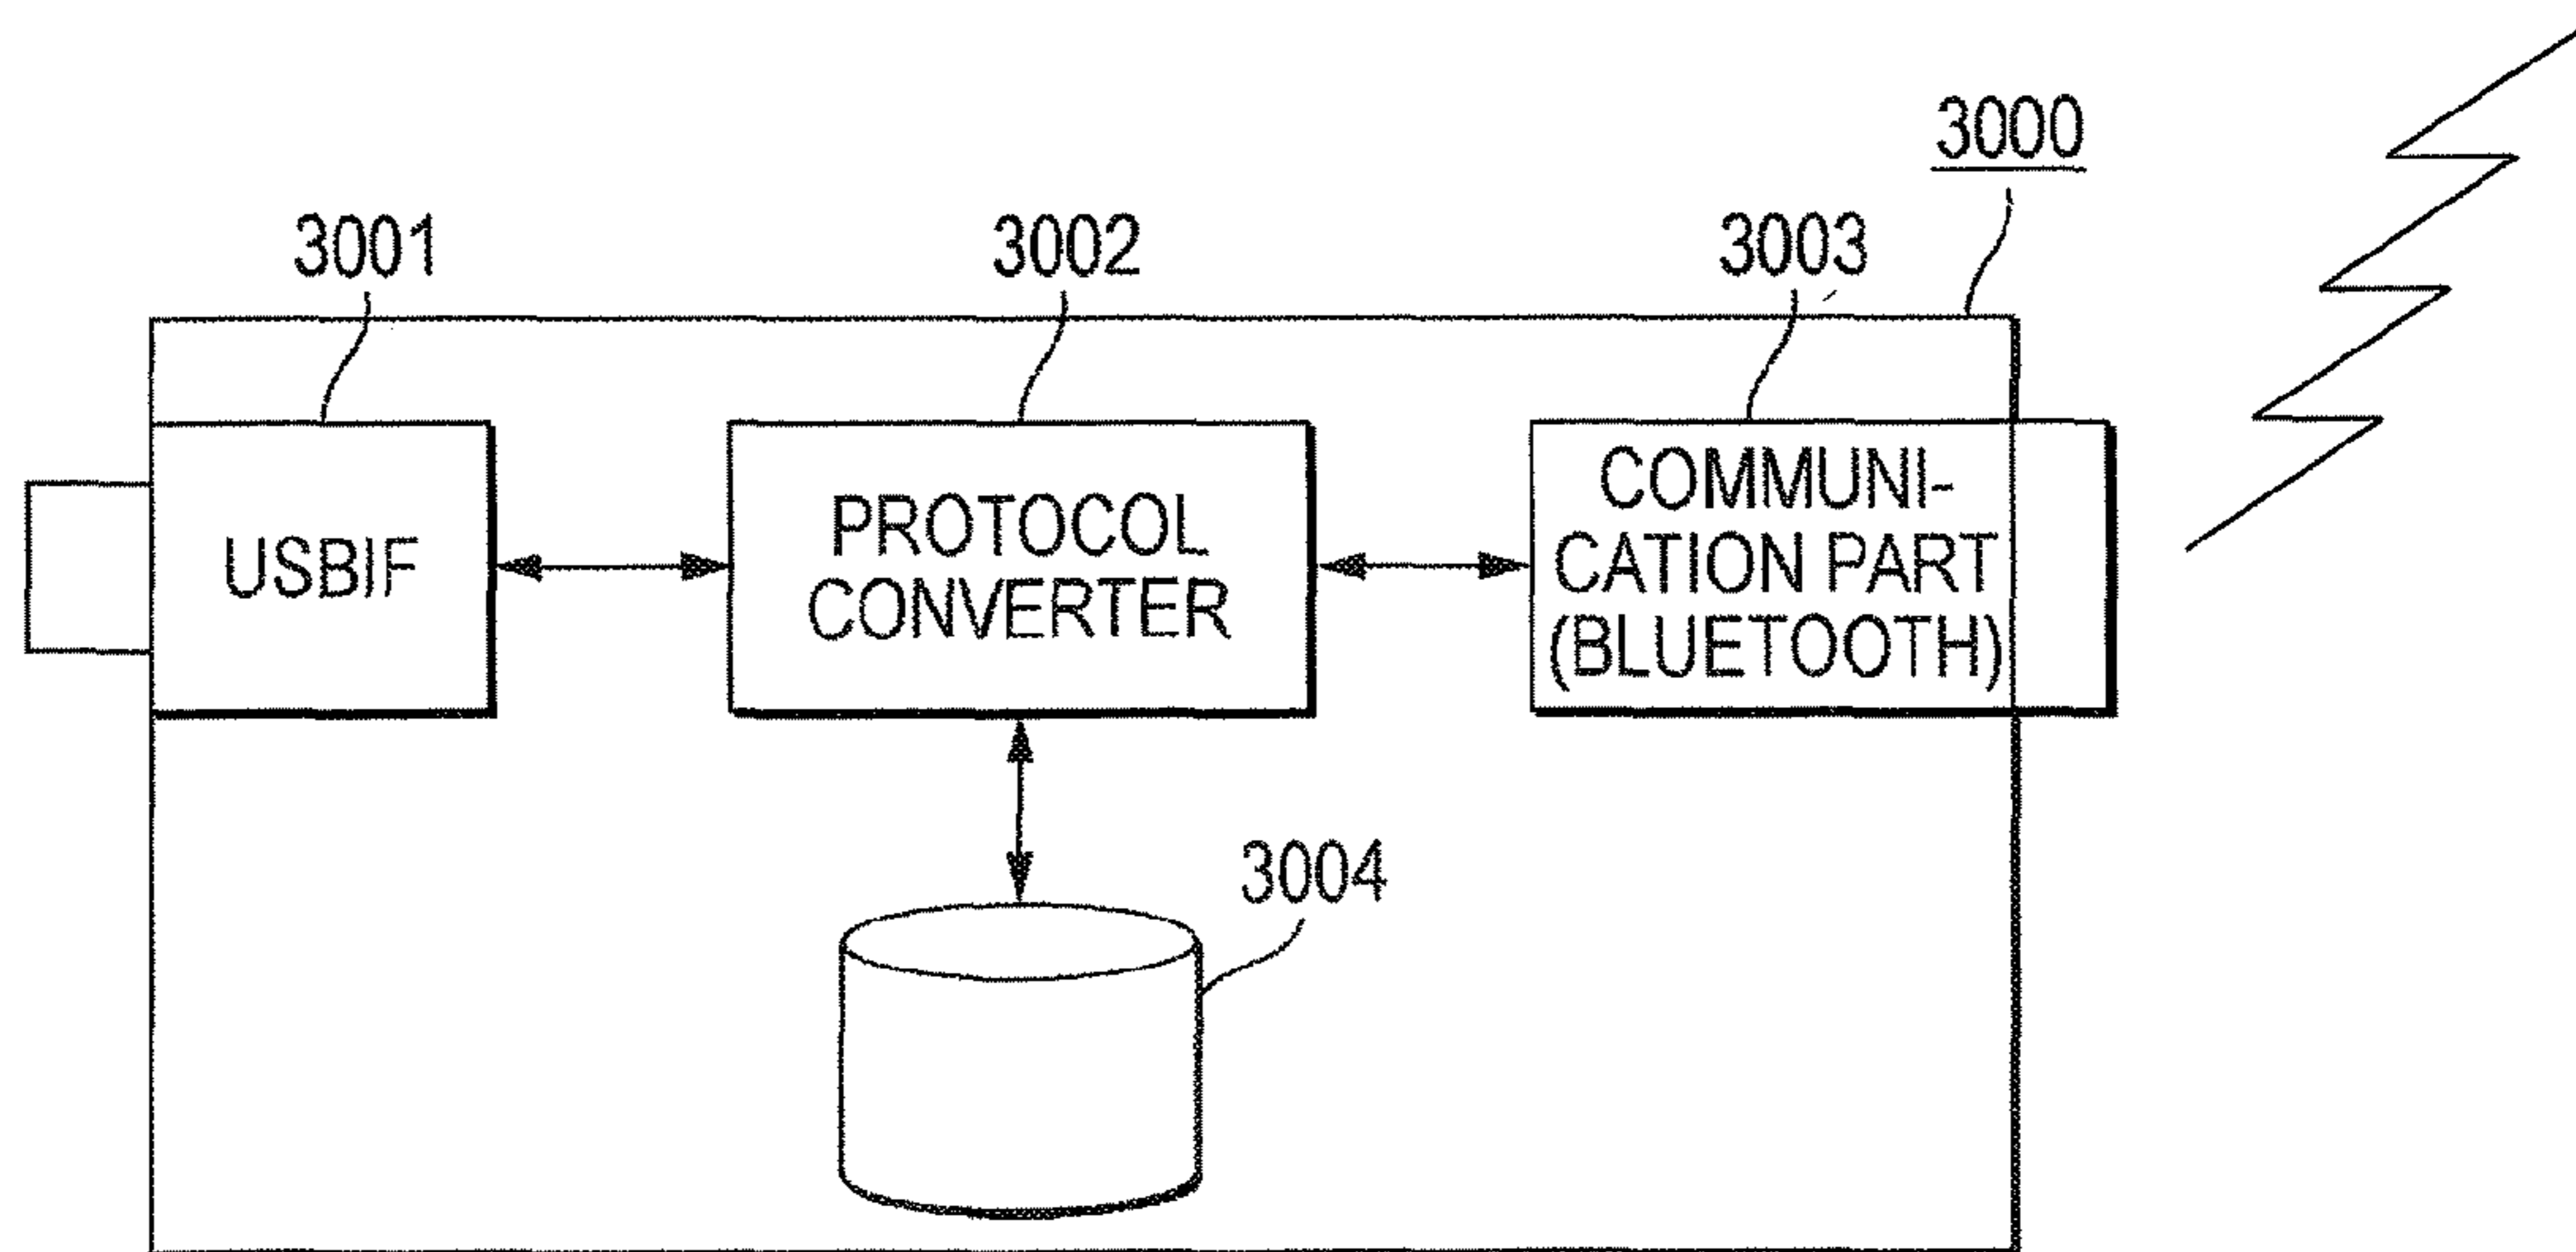 3000
3001
3002
3003
USBIF
PROTOCOL
CONVERTER
COMMUNI-
CATION PART
(BLUETOOTH)
3004